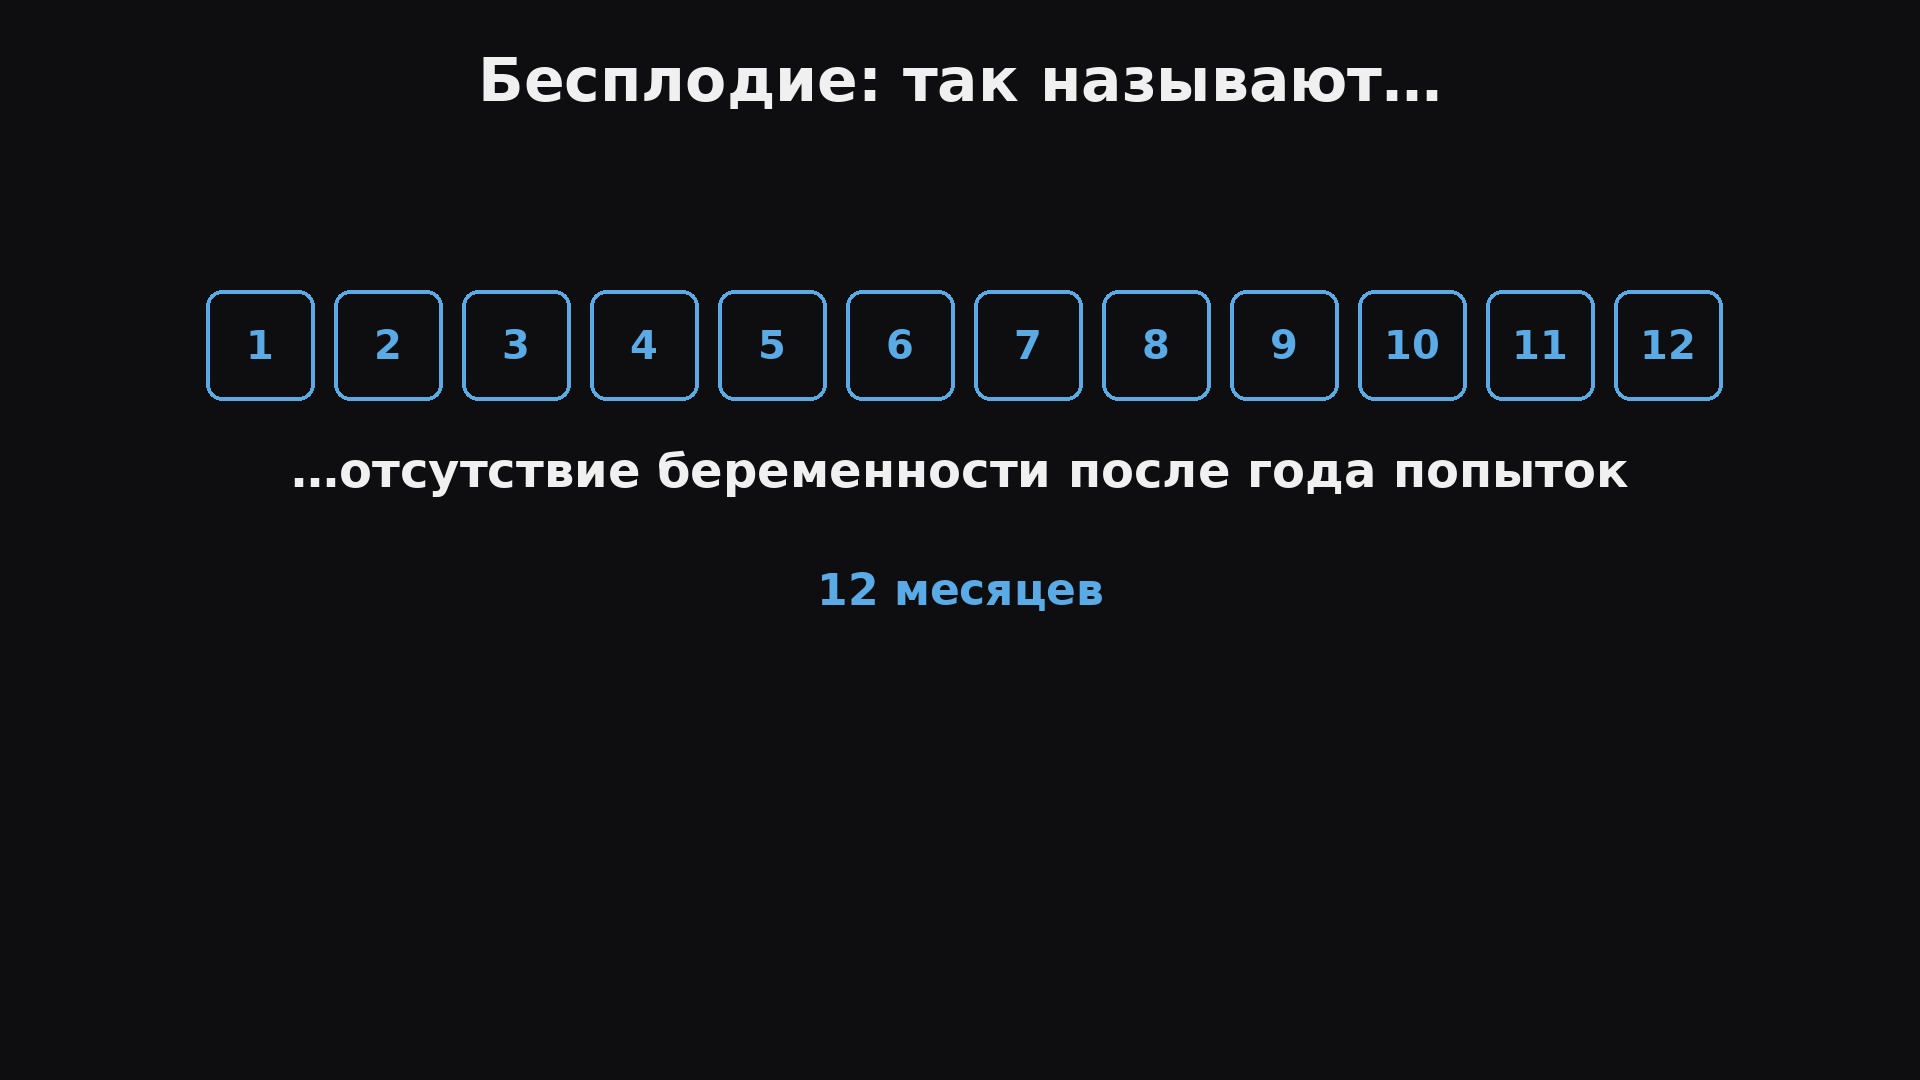 Бесплодие: так называют…
1 2 3 4 5 6 7 8 9 10 11 12
…отсутствие беременности после года попыток
12 месяцев